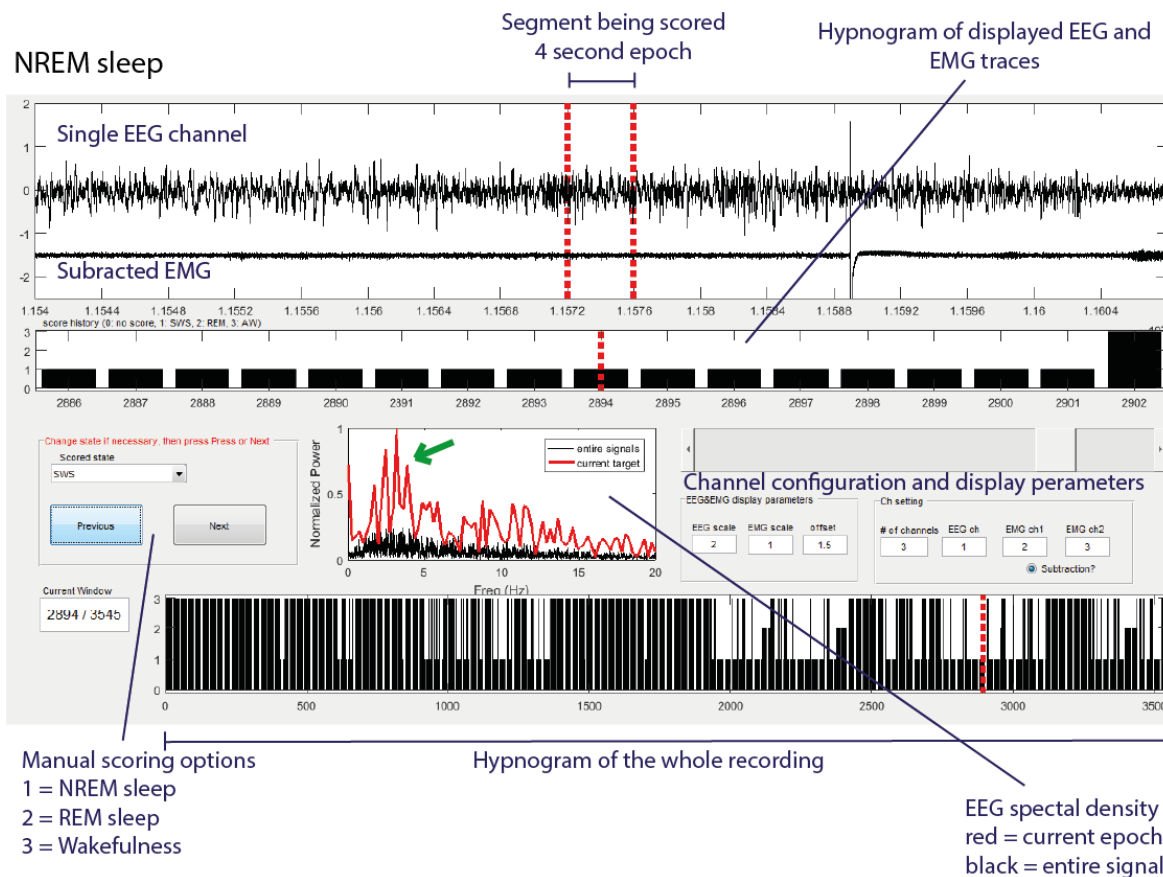 Segment being scored
4 second epoch
Hypnogram of displayed EEG and
EMG traces
NREM sleep
2
1
0
-1
-2
Single EEG channel
Subracted EMG
1.154 1.1544 1.1548 1.1552 1.1556 1.156 1.1564 1.1568 1.1572 1.1576 1.158 1.1584 1.1588 1.1592 1.1596 1.16 1.1604
score history (0: no score, 1: SWS, 2: REM, 3: AW)
3
2
1
0
2886 2887 2888 2889 2890 2891 2892 2893 2894 2895 2896 2897 2898 2899 2900 2901 2902
Change state if necessary, then press Press or Next
Scored state
SWS
Previous Next
Current Window
2894 / 3545
Normalized Power
1
0.5
0
entire signals
current target
0 5 10 15 20
Freq (Hz)
Channel configuration and display perameters
EEG&EMG display parameters
EEG scale EMG scale offset
2 1 1.5
Ch setting
# of channels EEG ch EMG ch1 EMG ch2
3 1 2 3
Subtraction?
3
2
1
0
0 500 1000 1500 2000 2500 3000 3500
Manual scoring options
1 = NREM sleep
2 = REM sleep
3 = Wakefulness
Hypnogram of the whole recording
EEG spectal density
red = current epoch
black = entire signal